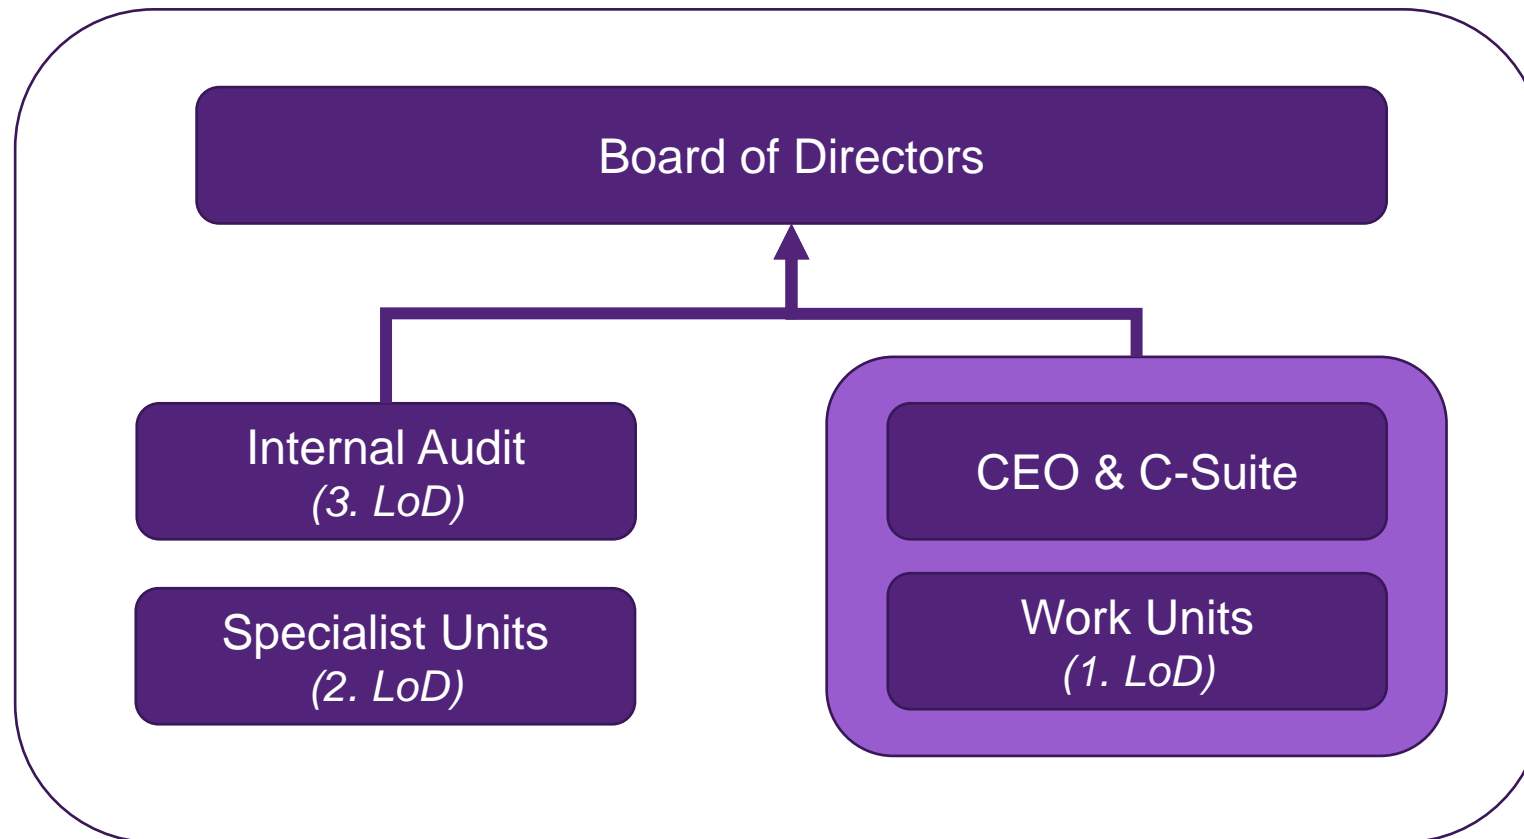 Board of Directors
Internal Audit
(3. LoD)
Specialist Units
(2. LoD)
CEO & C-Suite
Work Units
(1. LoD)